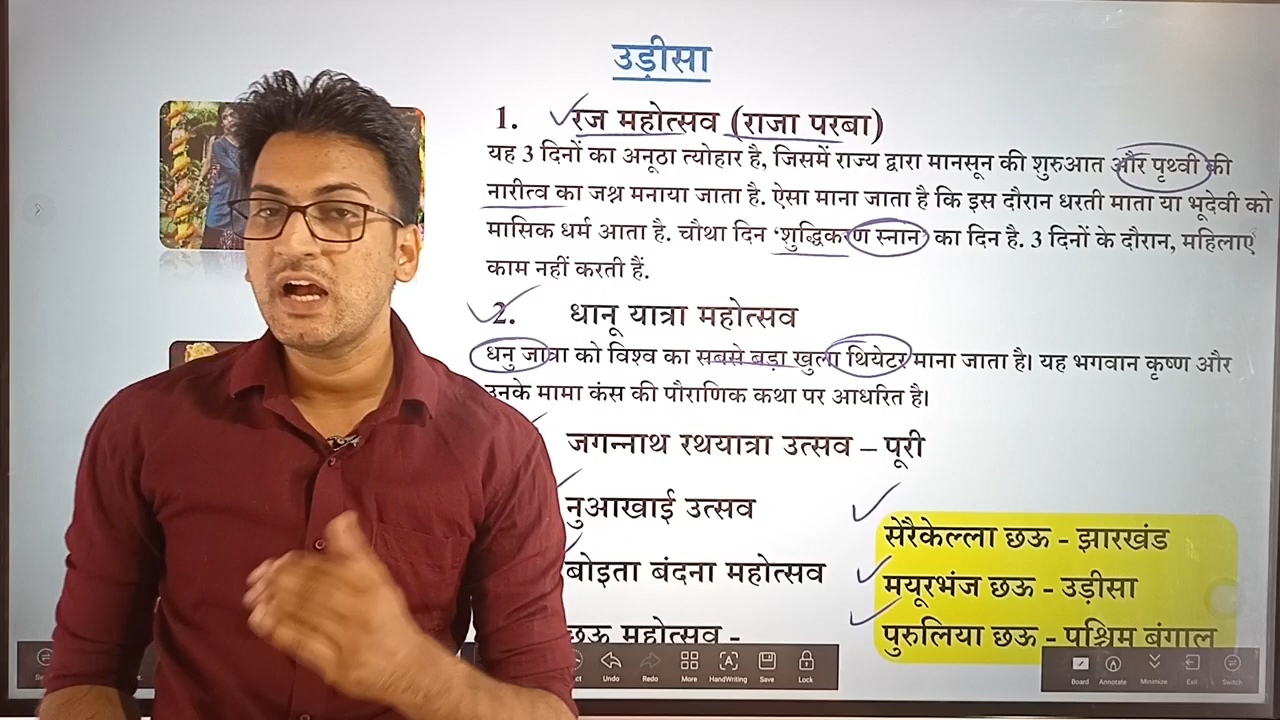 उड़ीसा
1. रज महोत्सव (राजा परबा)
यह 3 दिनों का अनूठा त्योहार है, जिसमें राज्य द्वारा मानसून की शुरुआत और पृथ्वी की
नारीत्व का जश्न मनाया जाता है. ऐसा माना जाता है कि इस दौरान धरती माता या भूदेवी को
मासिक धर्म आता है. चौथा दिन ‘शुद्धिकरण स्नान’ का दिन है. 3 दिनों के दौरान, महिलाएं
काम नहीं करती हैं.
2. धानू यात्रा महोत्सव
धनु जात्रा को विश्व का सबसे बड़ा खुला थियेटर माना जाता है। यह भगवान कृष्ण और
उनके मामा कंस की पौराणिक कथा पर आधारित है।
जगन्नाथ रथयात्रा उत्सव – पूरी
नुआखाई उत्सव
बोइता बंदना महोत्सव
छऊ महोत्सव -
सेरैकेल्ला छऊ - झारखंड
मयूरभंज छऊ - उड़ीसा
पुरुलिया छऊ - पश्चिम बंगाल
Undo Redo More HandWriting Save Lock
Board Annotate Minimize Exit Switch